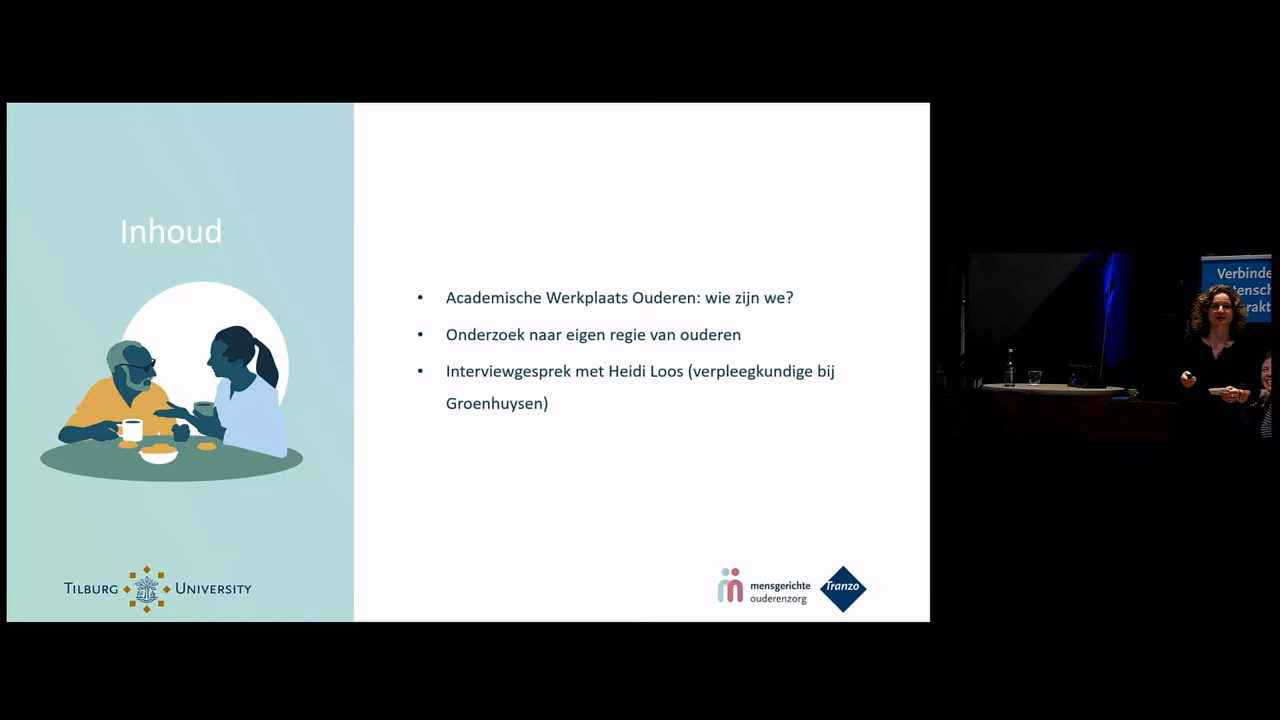 Inhoud
• Academische Werkplaats Ouderen: wie zijn we?
• Onderzoek naar eigen regie van ouderen
• Interviewgesprek met Heidi Loos (verpleegkundige bij
Groenhuysen)
TILBURG UNIVERSITY
mensgerichte
ouderenzorg
Tranzo
Verbinde